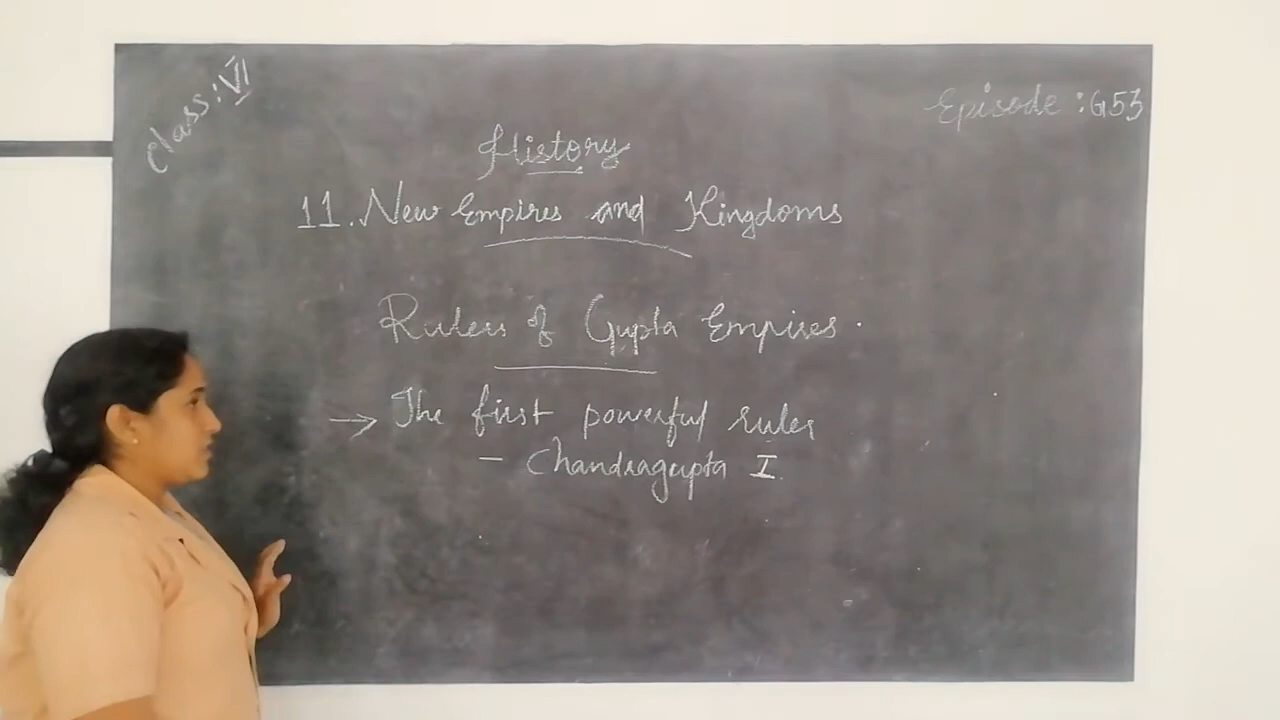 Class: VI
Episode: G53
History
11. New Empires and Kingdoms
Rulers of Gupta Empires.
→ The first powerful ruler
- Chandragupta I.